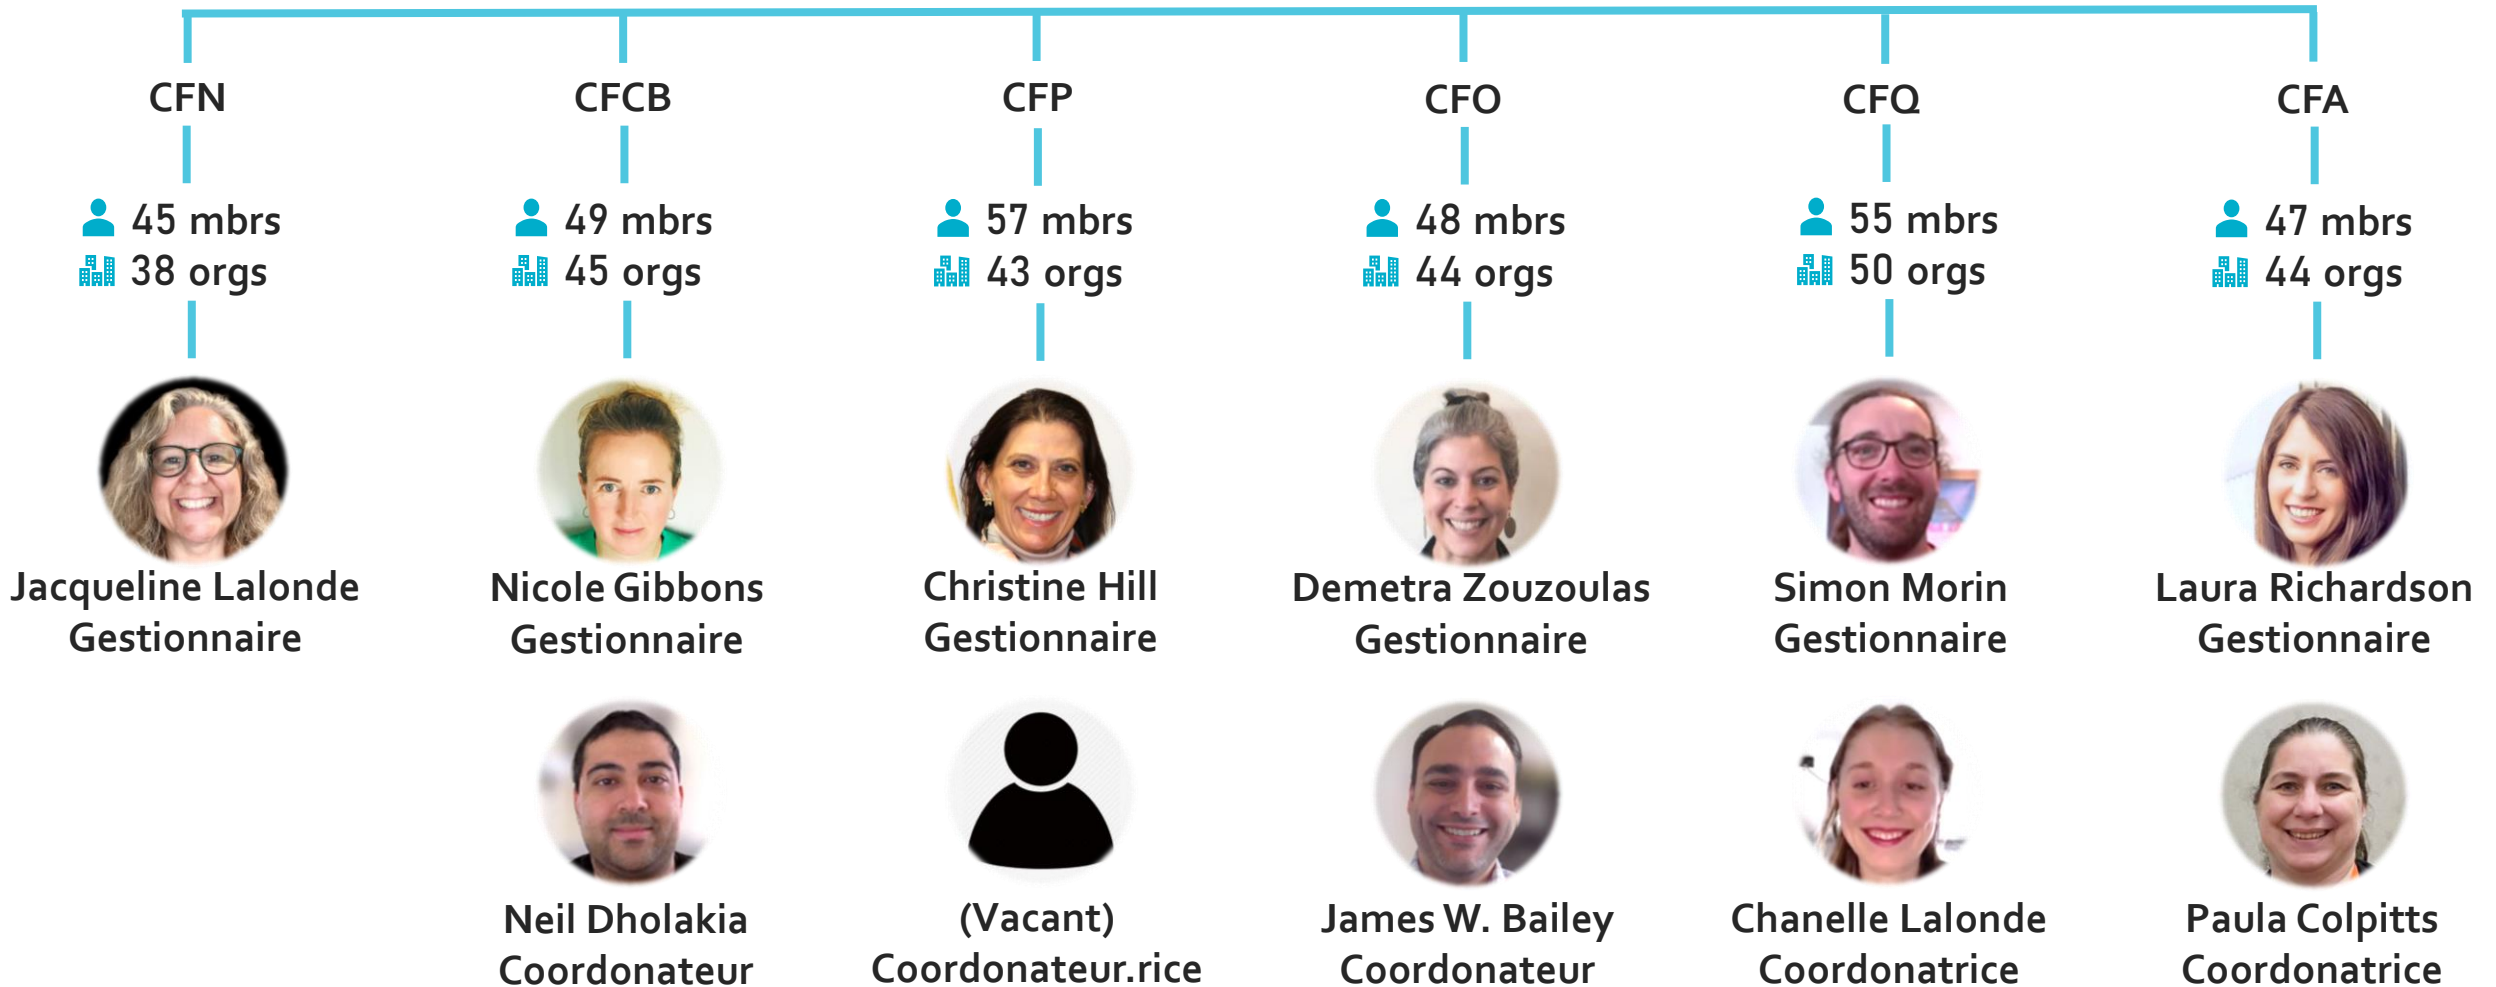 CFN
45 mbrs
38 orgs
Jacqueline Lalonde
Gestionnaire
CFCB
49 mbrs
45 orgs
Nicole Gibbons
Gestionnaire
Neil Dholakia
Coordonateur
CFP
57 mbrs
43 orgs
Christine Hill
Gestionnaire
(Vacant)
Coordonateur.rice
CFO
48 mbrs
44 orgs
Demetra Zouzoulas
Gestionnaire
James W. Bailey
Coordonateur
CFQ
55 mbrs
50 orgs
Simon Morin
Gestionnaire
Chanelle Lalonde
Coordonatrice
CFA
47 mbrs
44 orgs
Laura Richardson
Gestionnaire
Paula Colpitts
Coordonatrice